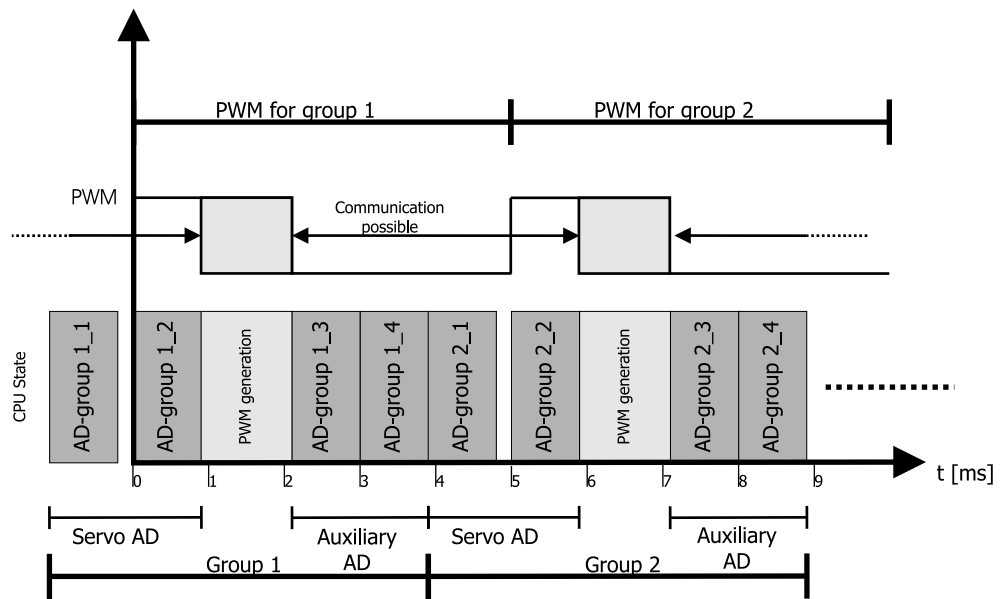 PWM for group 1
PWM for group 2
PWM
Communication
possible
CPU State
AD-group 1_1
AD-group 1_2
PWM generation
AD-group 1_3
AD-group 1_4
AD-group 2_1
AD-group 2_2
PWM generation
AD-group 2_3
AD-group 2_4
0 1 2 3 4 5 6 7 8 9
t [ms]
Servo AD
Auxiliary
AD
Servo AD
Auxiliary
AD
Group 1
Group 2